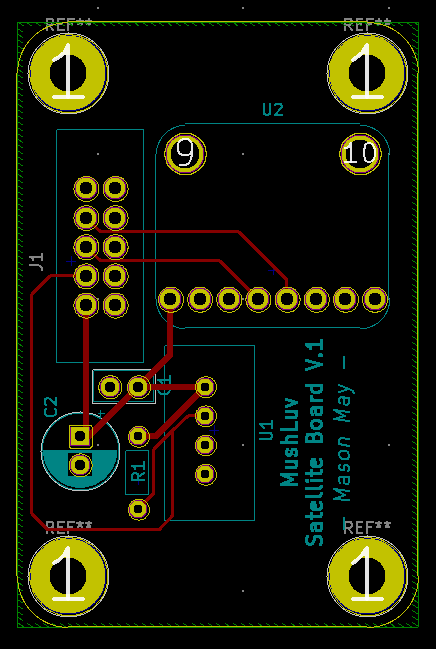 REF** REF**
1 1
U2
9 10
J1
C1
C2
U1
R1
MushLuv
Satellite Board V.1
— Mason May —
REF** REF**
1 1